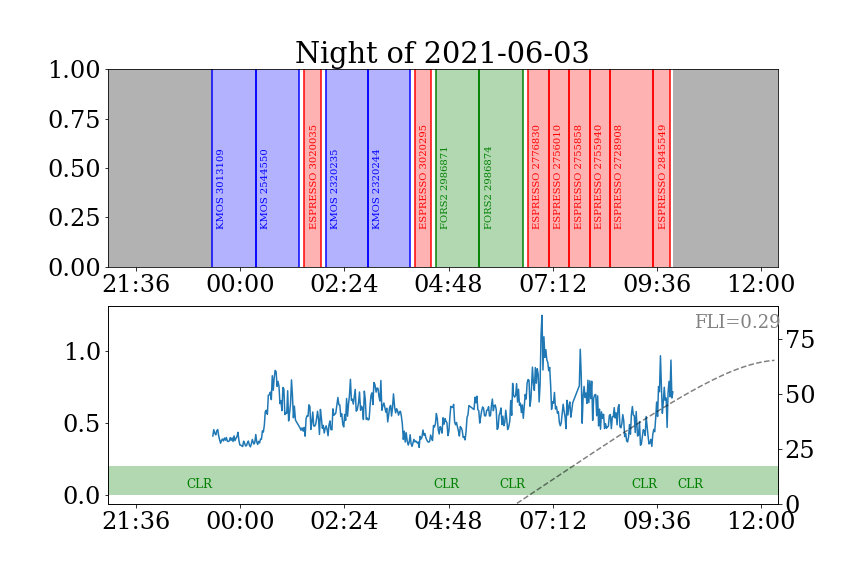 Night of 2021-06-03
1.00
0.75
0.50
0.25
0.00
KMOS 3013109
KMOS 2544550
ESPRESSO 3020035
KMOS 2320235
KMOS 2320244
ESPRESSO 3020295
FORS2 2986871
FORS2 2986874
ESPRESSO 2776830
ESPRESSO 2756010
ESPRESSO 2755858
ESPRESSO 2755940
ESPRESSO 2728908
ESPRESSO 2845549
21:36 00:00 02:24 04:48 07:12 09:36 12:00
FLI=0.29
1.0
0.5
0.0
75
50
25
0
CLR CLR CLR CLR CLR
21:36 00:00 02:24 04:48 07:12 09:36 12:00